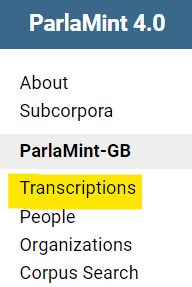 ParlaMint 4.0
About
Subcorpora
ParlaMint-GB
Transcriptions
People
Organizations
Corpus Search